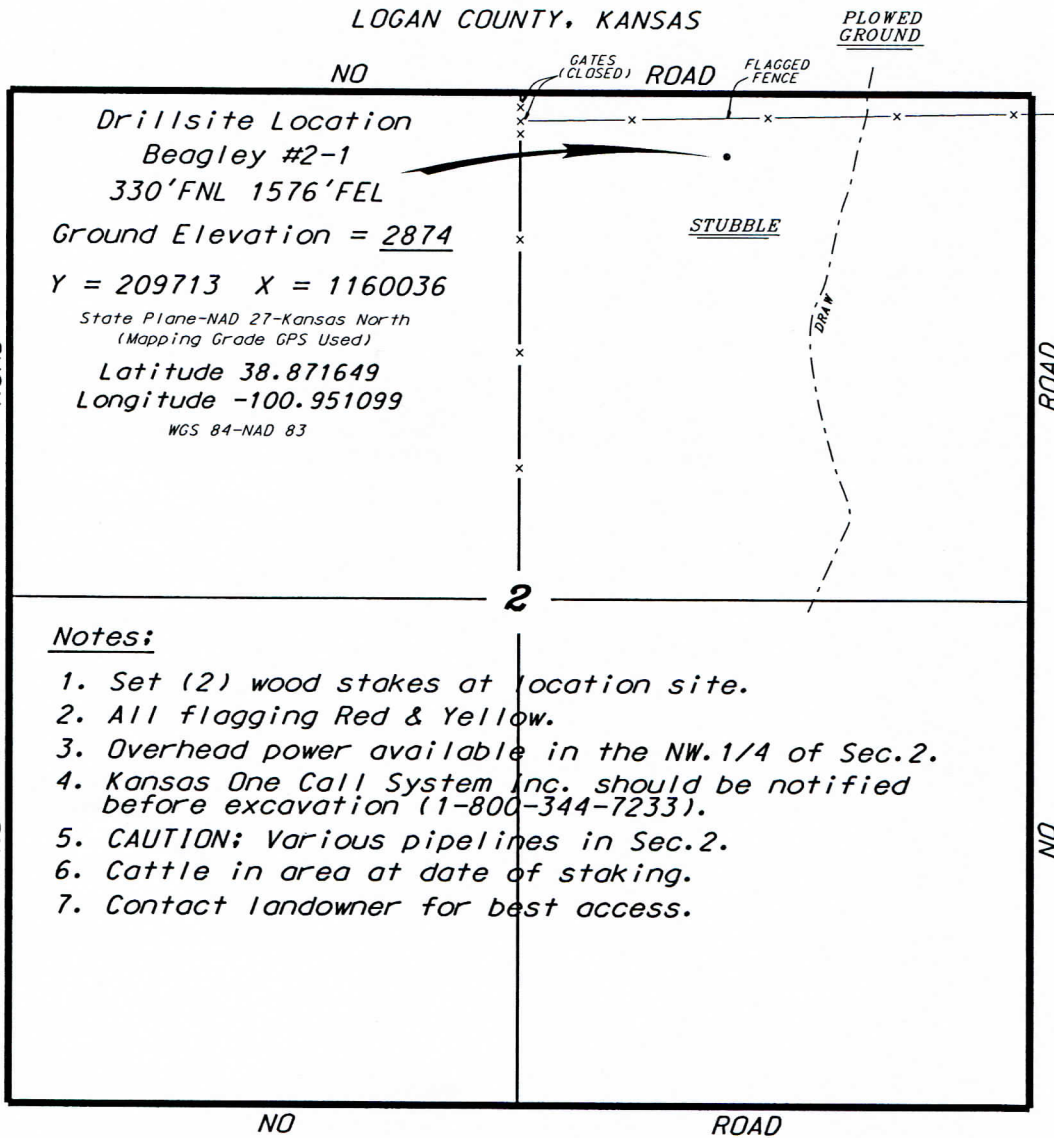 LOGAN COUNTY, KANSAS
PLOWED
GROUND
NO ROAD
GATES
(CLOSED)
FLAGGED
FENCE
Drillsite Location
Beagley #2-1
330'FNL 1576'FEL
Ground Elevation = 2874
Y = 209713 X = 1160036
State Plane-NAD 27-Kansas North
(Mapping Grade GPS Used)
Latitude 38.871649
Longitude -100.951099
WGS 84-NAD 83
STUBBLE
DRAW
ROAD
2
Notes:
1. Set (2) wood stakes at location site.
2. All flagging Red & Yellow.
3. Overhead power available in the NW.1/4 of Sec.2.
4. Kansas One Call System Inc. should be notified
before excavation (1-800-344-7233).
5. CAUTION: Various pipelines in Sec.2.
6. Cattle in area at date of staking.
7. Contact landowner for best access.
NO
NO ROAD